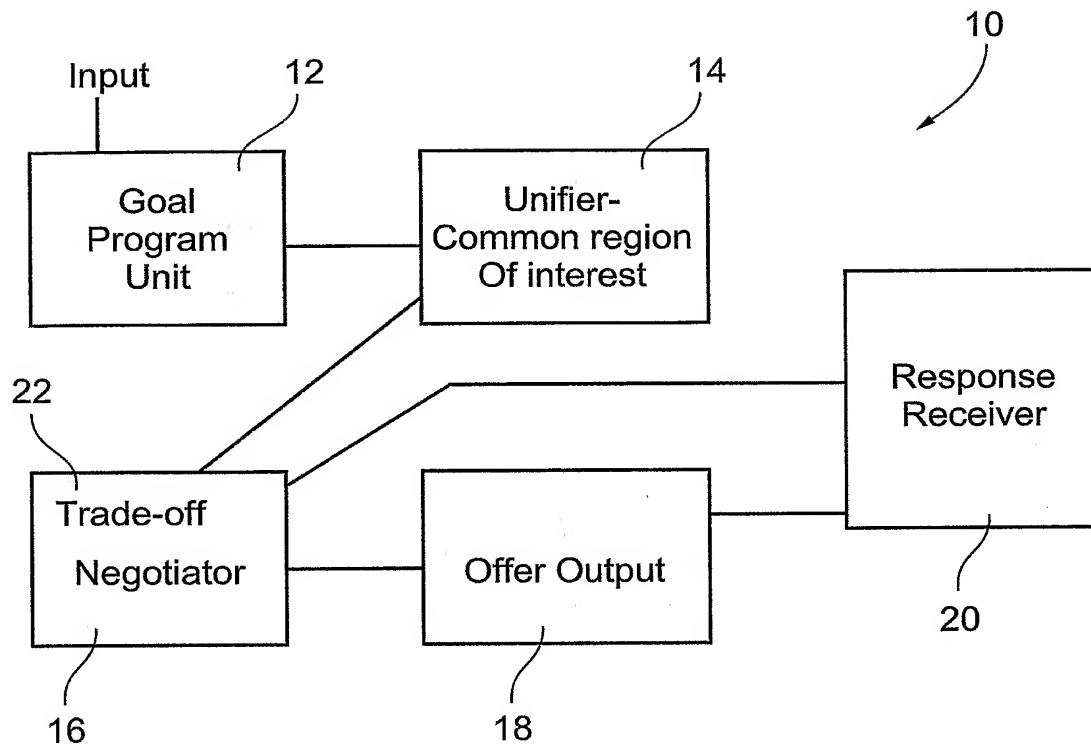 10
Input
12
14
Goal
Program
Unit
Unifier-
Common region
Of interest
Response
Receiver
22
Trade-off
Negotiator
Offer Output
20
16
18